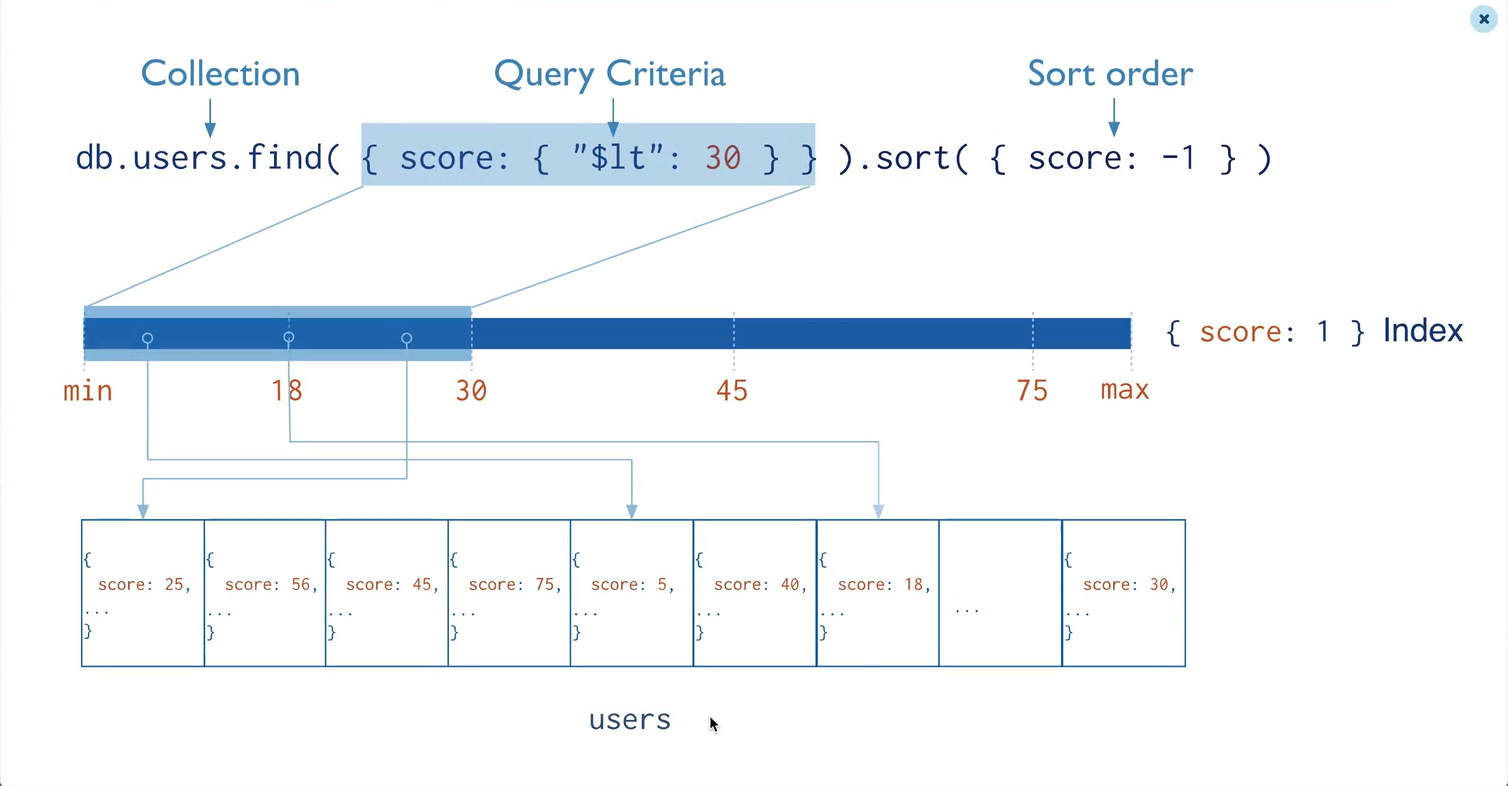 Collection Query Criteria Sort order
db.users.find( { score: { "$lt": 30 } } ).sort( { score: -1 } )
{ score: 1 } Index
min 18 30 45 75 max
{ { { { { { { {
score: 25, score: 56, score: 45, score: 75, score: 5, score: 40, score: 18, score: 30,
... ... ... ... ... ... ... ... ...
} } } } } } } }
users